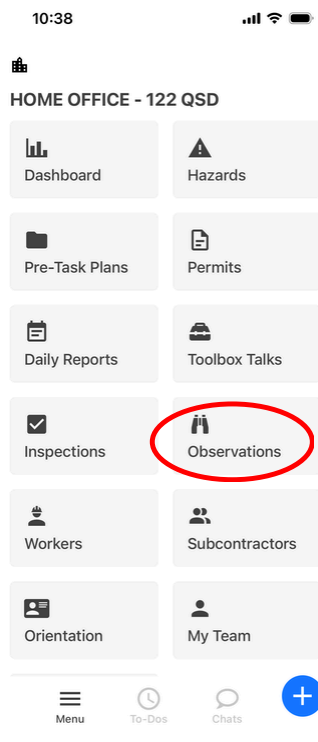 10:38
HOME OFFICE - 122 QSD
Dashboard
Hazards
Pre-Task Plans
Permits
Daily Reports
Toolbox Talks
Inspections
Observations
Workers
Subcontractors
Orientation
My Team
Menu
To-Dos
Chats